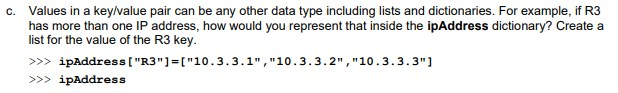 c. Values in a key/value pair can be any other data type including lists and dictionaries. For example, if R3
has more than one IP address, how would you represent that inside the ipAddress dictionary? Create a
list for the value of the R3 key.
>>> ipAddress["R3"]=["10.3.3.1","10.3.3.2","10.3.3.3"]
>>> ipAddress